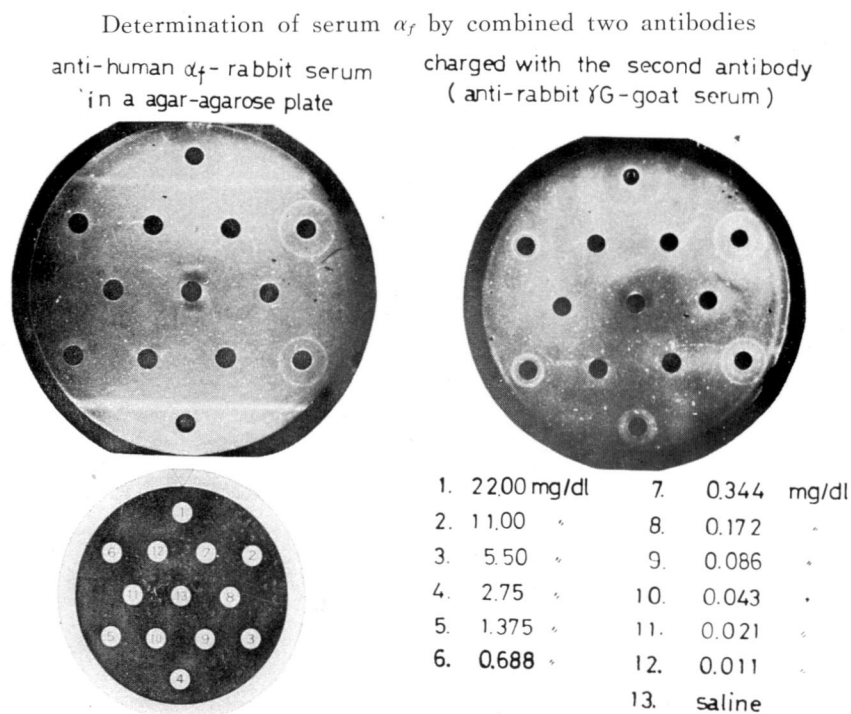 Determination of serum αf by combined two antibodies
anti-human αf- rabbit serum
in a agar-agarose plate
charged with the second antibody
( anti-rabbit γG-goat serum )
1
6 12 7 2
11 13 8
5 10 9 3
4
1. 22.00 mg/dl 7. 0.344 mg/dl
2. 11.00 〃 8. 0.172 〃
3. 5.50 〃 9. 0.086 〃
4. 2.75 〃 10. 0.043 〃
5. 1.375 〃 11. 0.021 〃
6. 0.688 〃 12. 0.011 〃
13. saline